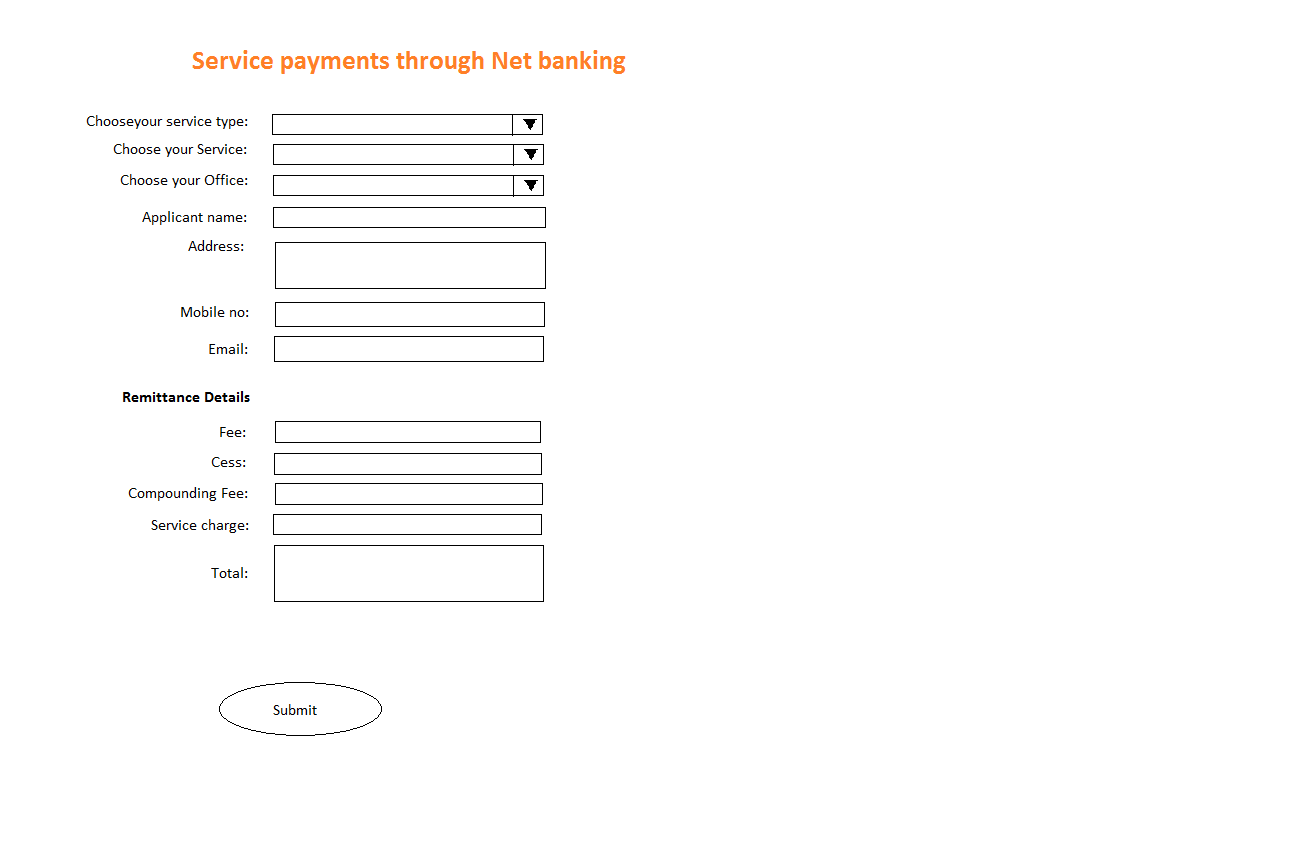 Service payments through Net banking
Chooseyour service type:
Choose your Service:
Choose your Office:
Applicant name:
Address:
Mobile no:
Email:
Remittance Details
Fee:
Cess:
Compounding Fee:
Service charge:
Total:
Submit